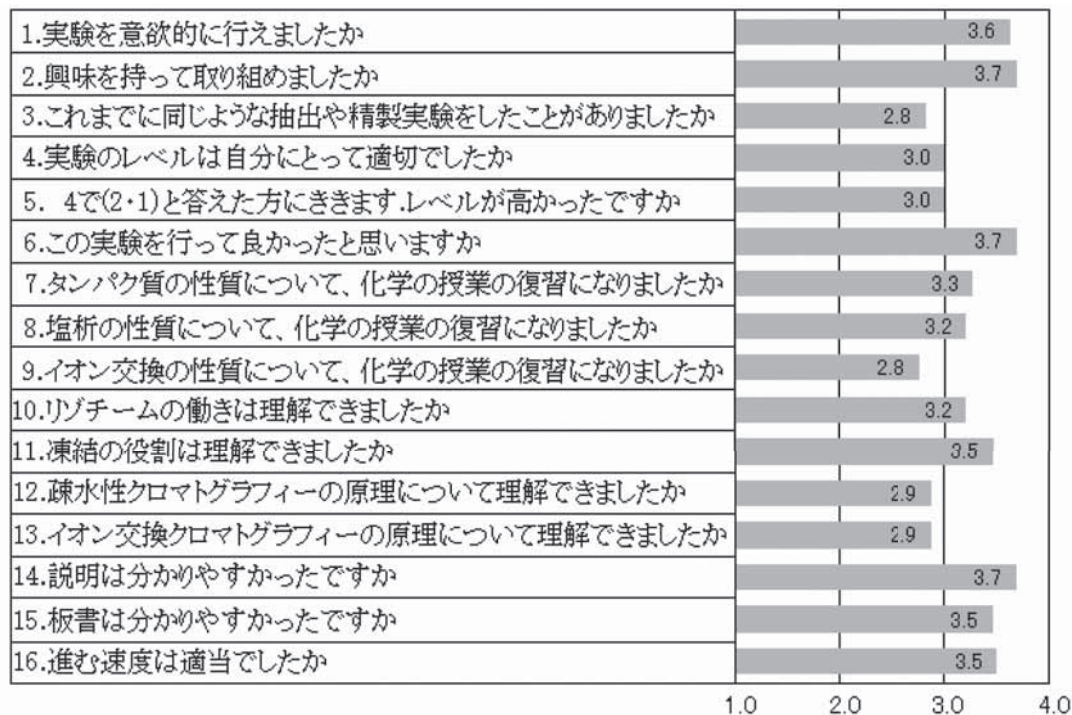 1.実験を意欲的に行えましたか 3.6
2.興味を持って取り組めましたか 3.7
3.これまでに同じような抽出や精製実験をしたことがありましたか 2.8
4.実験のレベルは自分にとって適切でしたか 3.0
5. 4で(2・1)と答えた方にききます.レベルが高かったですか 3.0
6.この実験を行って良かったと思いますか 3.7
7.タンパク質の性質について、化学の授業の復習になりましたか 3.3
8.塩析の性質について、化学の授業の復習になりましたか 3.2
9.イオン交換の性質について、化学の授業の復習になりましたか 2.8
10.リゾチームの働きは理解できましたか 3.2
11.凍結の役割は理解できましたか 3.5
12.疎水性クロマトグラフィーの原理について理解できましたか 2.9
13.イオン交換クロマトグラフィーの原理について理解できましたか 2.9
14.説明は分かりやすかったですか 3.7
15.板書は分かりやすかったですか 3.5
16.進む速度は適当でしたか 3.5
1.0 2.0 3.0 4.0